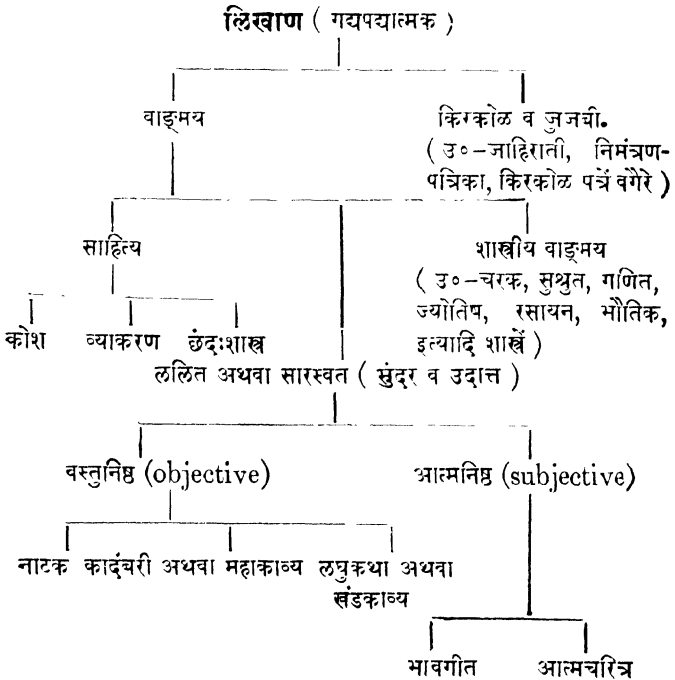 लिखाण ( गद्यपद्यात्मक )
वाङ्मय
किरकोळ व जुजबी.
( उ०-जाहिराती, निमंत्रण-
पत्रिका, किरकोळ पत्रें वगैरे )
साहित्य
शास्त्रीय वाङ्मय
( उ०-चरक, सुश्रुत, गणित,
ज्योतिष, रसायन, भौतिक,
इत्यादि शास्त्रें )
कोश व्याकरण छंदःशास्त्र
ललित अथवा सारस्वत ( सुंदर व उदात्त )
वस्तुनिष्ठ (objective) आत्मनिष्ठ (subjective)
नाटक कादंबरी अथवा महाकाव्य लघुकथा अथवा
खंडकाव्य
भावगीत आत्मचरित्र